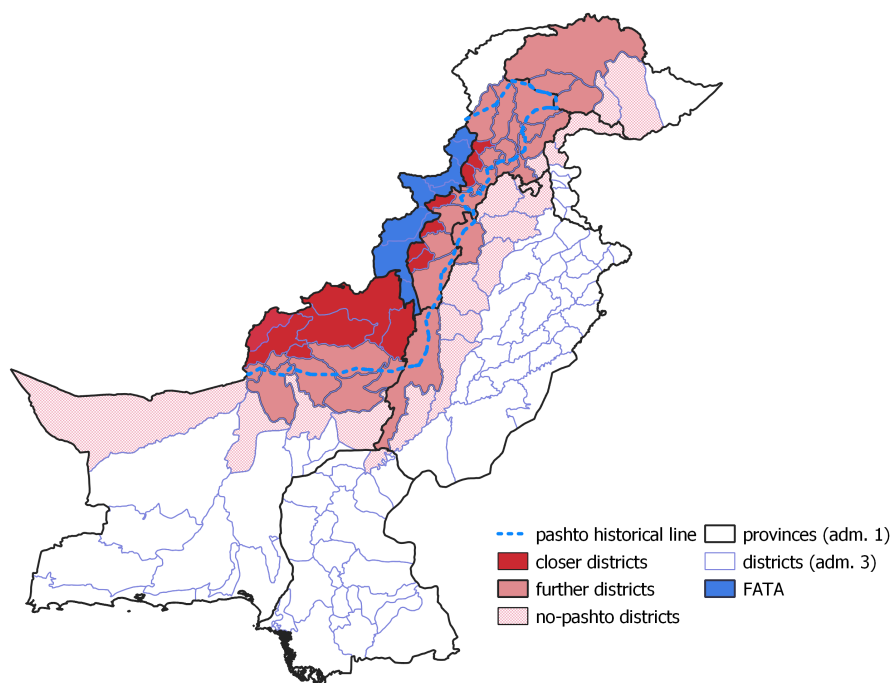 pashto historical line
closer districts
further districts
no-pashto districts
provinces (adm. 1)
districts (adm. 3)
FATA